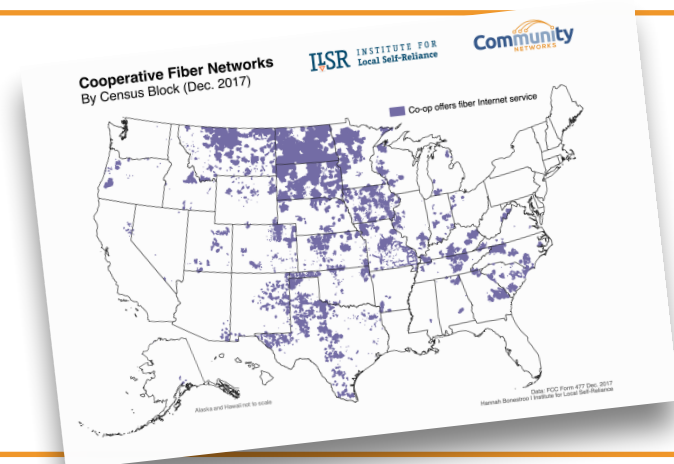 Cooperative Fiber Networks
By Census Block (Dec. 2017)
ILSR INSTITUTE FOR
Local Self-Reliance
Community
NETWORKS
Co-op offers fiber Internet service
Alaska and Hawaii not to scale
Data: FCC Form 477 Dec. 2017
Hannah Bonestroo | Institute for Local Self-Reliance